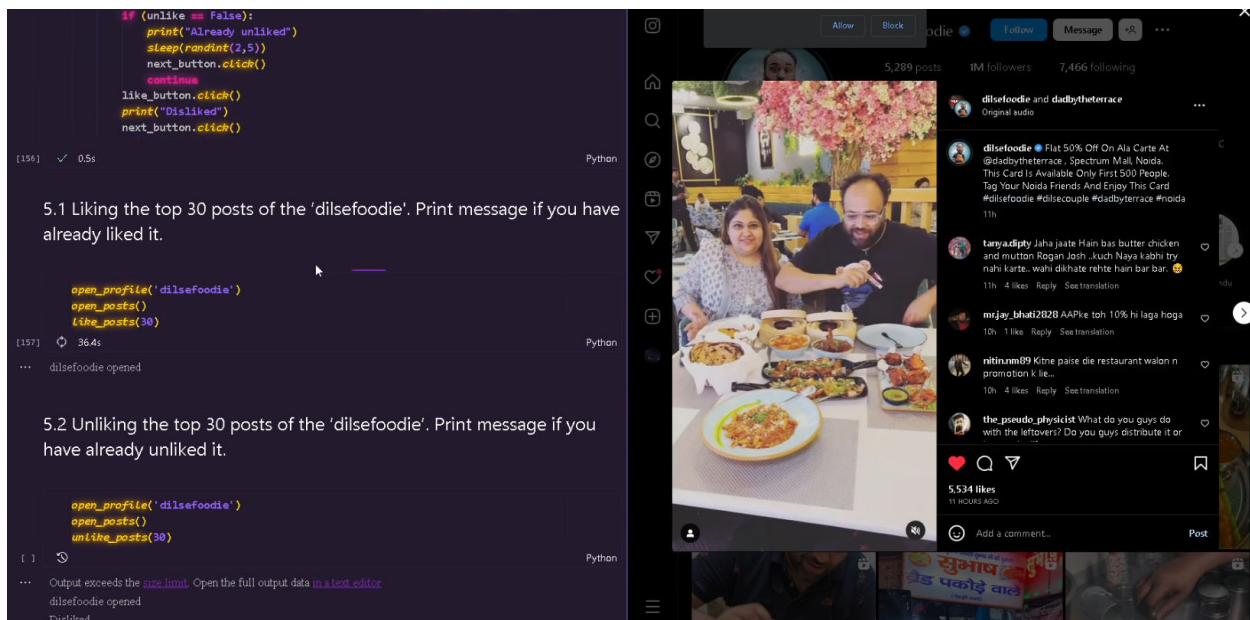 if (unlike == False):
print("Already unliked")
sleep(randint(2,5))
next_button.click()
continue
like_button.click()
print("Disliked")
next_button.click()
[156] 0.5s Python
5.1 Liking the top 30 posts of the ‘dilsefoodie'. Print message if you have
already liked it.
open_profile('dilsefoodie')
open_posts()
like_posts(30)
[157] 36.4s Python
... dilsefoodie opened
5.2 Unliking the top 30 posts of the ‘dilsefoodie’. Print message if you
have already unliked it.
open_profile('dilsefoodie')
open_posts()
unlike_posts(30)
[ ] Python
... Output exceeds the size limit. Open the full output data in a text editor
dilsefoodie opened
Disliked
Allow Block
odie Follow Message
5,289 posts 1M followers 7,466 following
dilsefoodie and dadbytheterrace
Original audio
dilsefoodie Flat 50% Off On Ala Carte At
@dadbytheterrace , Spectrum Mall, Noida.
This Card Is Available Only First 500 People.
Tag Your Noida Friends And Enjoy This Card
#dilsefoodie #dilsecouple #dadbyterrace #noida
11h
tanya.dipty Jaha jaate Hain bas butter chicken
and mutton Rogan Josh ..kuch Naya kabhi try
nahi karte.. wahi dikhate rehte hain bar bar. 😆
11h 4 likes Reply See translation
mr.jay_bhati2828 AAPke toh 10% hi laga hoga
10h 1 like Reply See translation
nitin.nm89 Kitne paise die restaurant walon n
promotion k lie...
10h 4 likes Reply See translation
the_pseudo_physicist What do you guys do
with the leftovers? Do you guys distribute it or
5,534 likes
11 HOURS AGO
Add a comment... Post
सुभाष
ब्रेड पकौड़े वाले